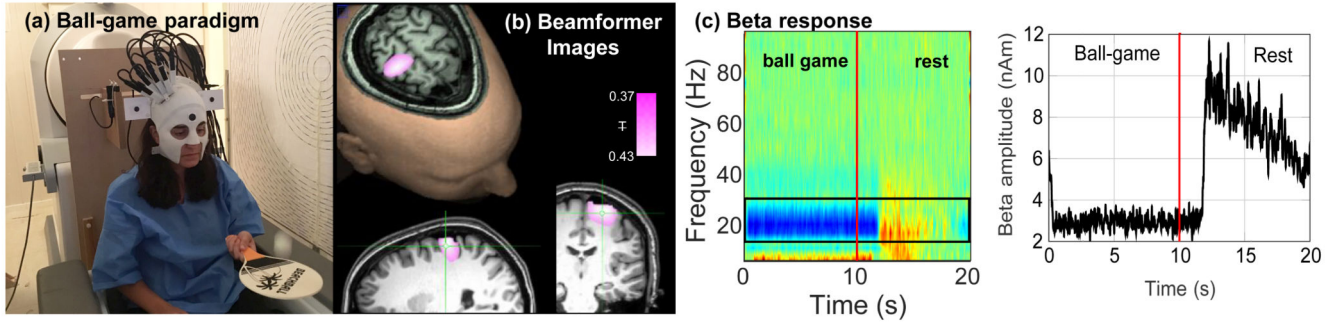 (a) Ball-game paradigm
BEACHBALL
(b) Beamformer
Images
0.37
Ŧ
0.43
(c) Beta response
ball game
rest
Frequency (Hz)
80
60
40
20
0
10
20
Time (s)
Ball-game
Rest
Beta amplitude (nAm)
12
10
8
6
4
2
0
5
10
15
20
Time (s)